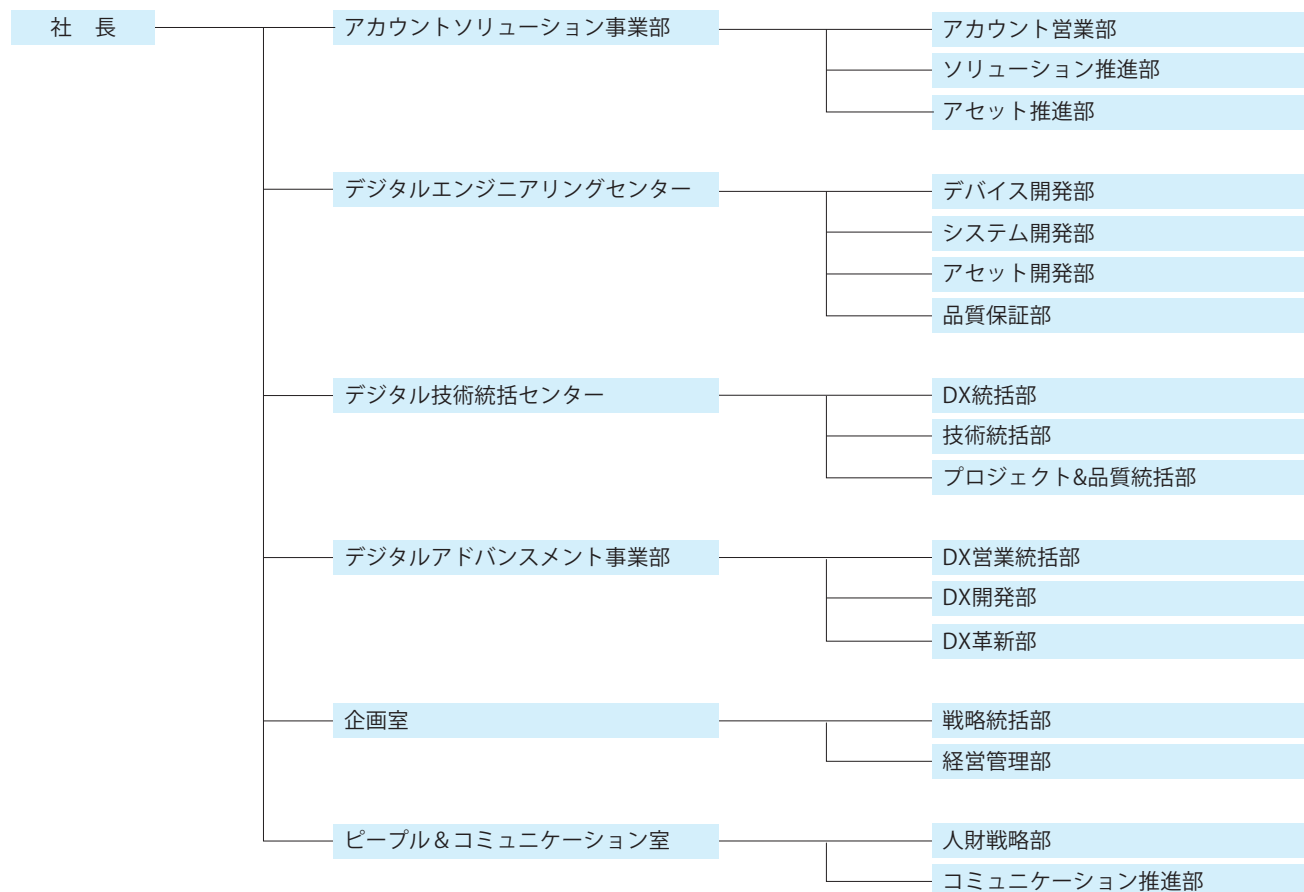 社　長
アカウントソリューション事業部
アカウント営業部
ソリューション推進部
アセット推進部
デジタルエンジニアリングセンター
デバイス開発部
システム開発部
アセット開発部
品質保証部
デジタル技術統括センター
DX統括部
技術統括部
プロジェクト&品質統括部
デジタルアドバンスメント事業部
DX営業統括部
DX開発部
DX革新部
企画室
戦略統括部
経営管理部
ピープル＆コミュニケーション室
人財戦略部
コミュニケーション推進部